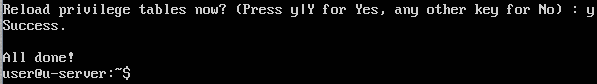 Reload privilege tables now? (Press y|Y for Yes, any other key for No) : y
Success.
All done!
user@u-server:~$